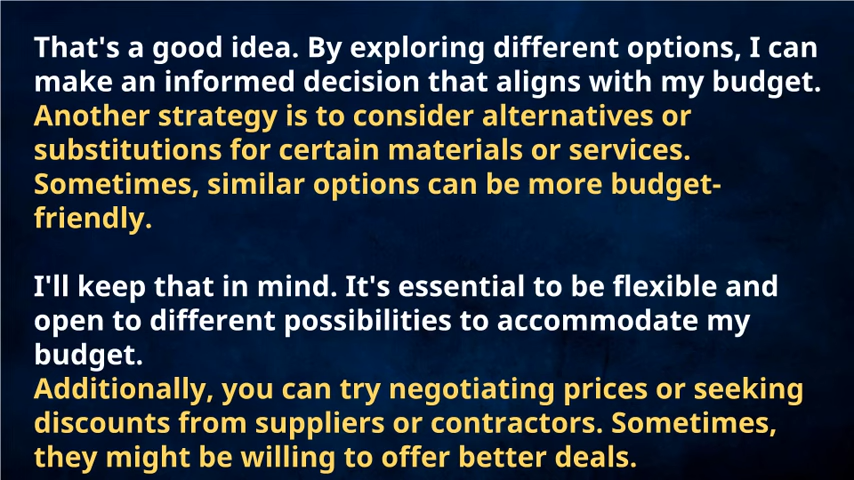 That's a good idea. By exploring different options, I can
make an informed decision that aligns with my budget.
Another strategy is to consider alternatives or
substitutions for certain materials or services.
Sometimes, similar options can be more budget-
friendly.
I'll keep that in mind. It's essential to be flexible and
open to different possibilities to accommodate my
budget.
Additionally, you can try negotiating prices or seeking
discounts from suppliers or contractors. Sometimes,
they might be willing to offer better deals.